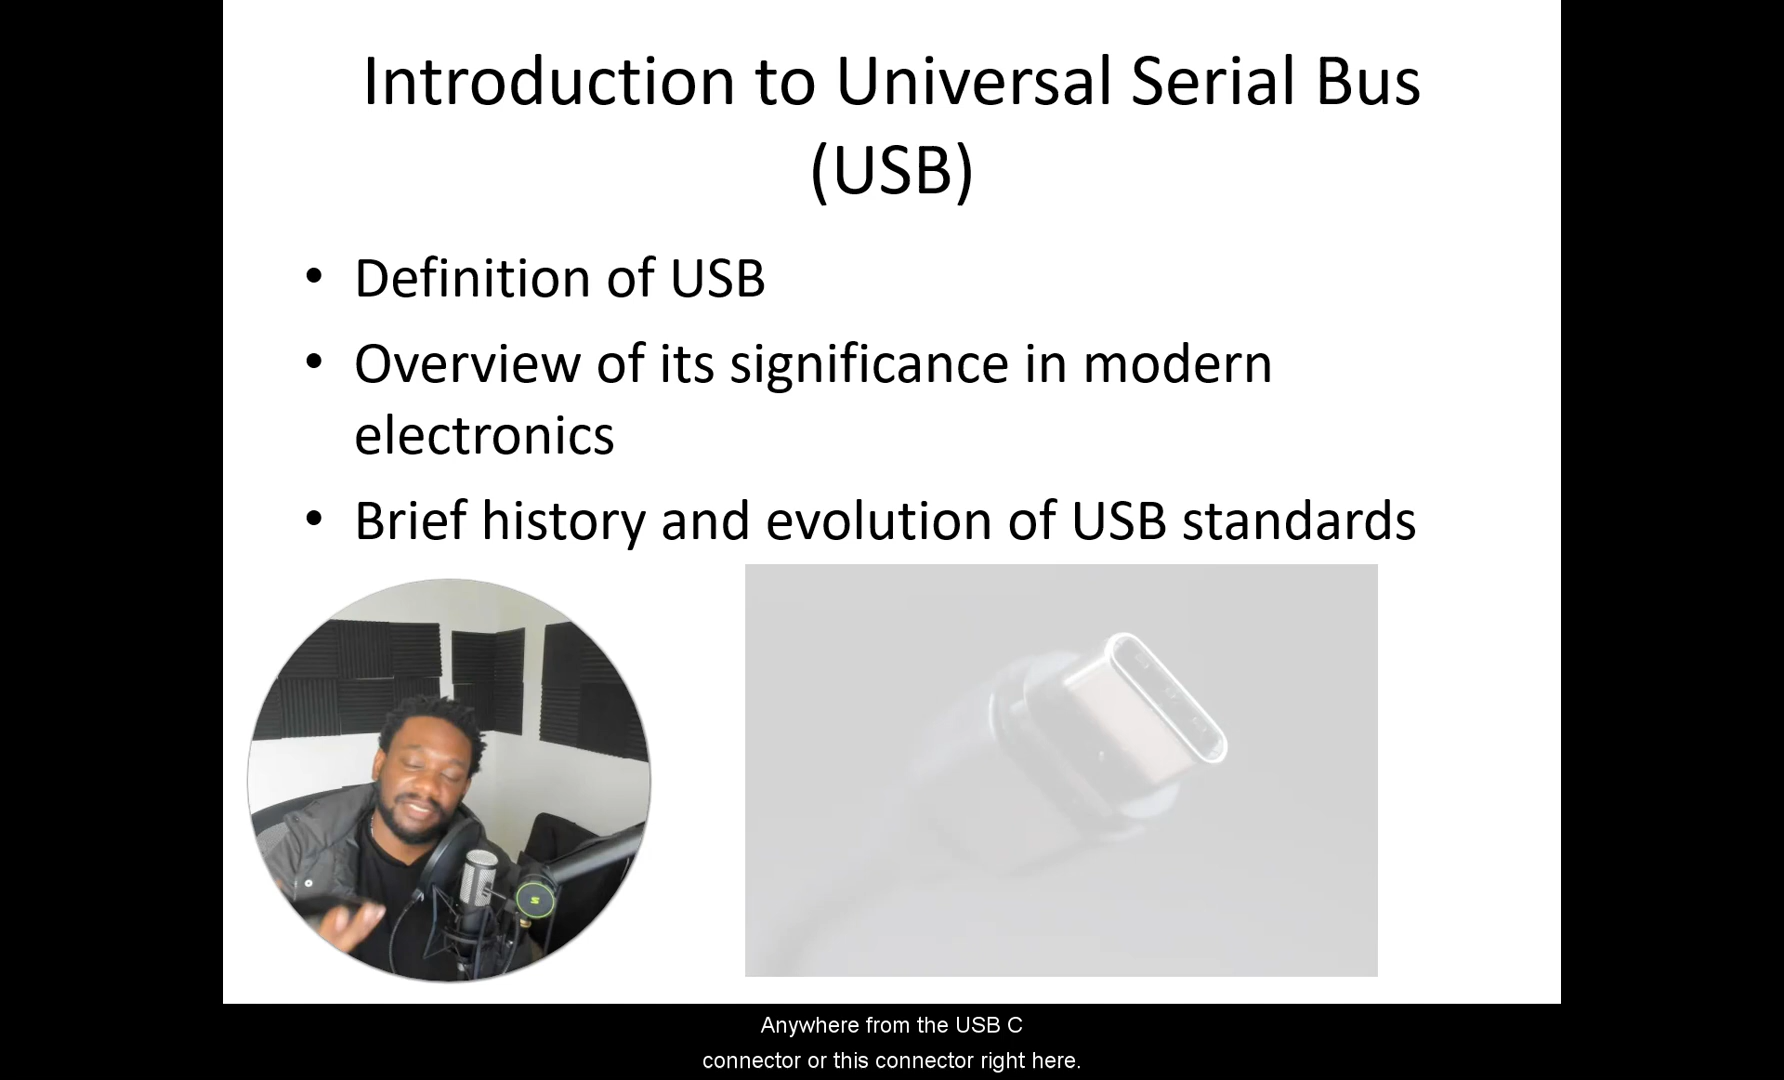 Introduction to Universal Serial Bus
(USB)
• Definition of USB
• Overview of its significance in modern
electronics
• Brief history and evolution of USB standards
Anywhere from the USB C
connector or this connector right here.